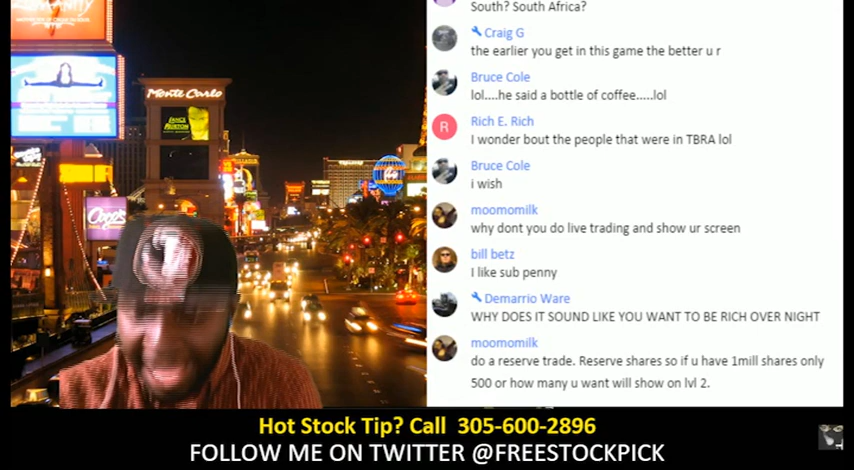 Monte Carlo
South? South Africa?
Craig G
the earlier you get in this game the better u r
Bruce Cole
lol....he said a bottle of coffee.....lol
R
Rich E. Rich
I wonder bout the people that were in TBRA lol
Bruce Cole
i wish
moomomilk
why dont you do live trading and show ur screen
bill betz
I like sub penny
Demarrio Ware
WHY DOES IT SOUND LIKE YOU WANT TO BE RICH OVER NIGHT
moomomilk
do a reserve trade. Reserve shares so if u have 1mill shares only
500 or how many u want will show on lvl 2.
Hot Stock Tip? Call 305-600-2896
FOLLOW ME ON TWITTER @FREESTOCKPICK